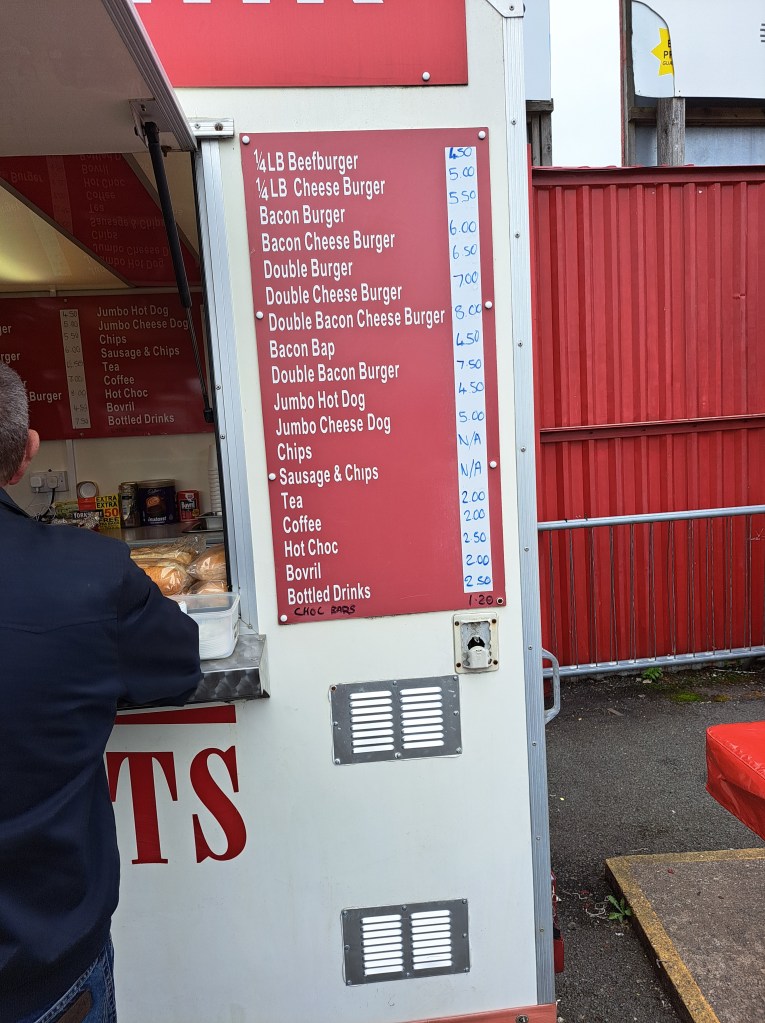 1/4LB Beefburger 4.50
1/4LB Cheese Burger 5.00
Bacon Burger 5.50
Bacon Cheese Burger 6.00
Double Burger 6.50
Double Cheese Burger 7.00
Double Bacon Cheese Burger 8.00
Bacon Bap 4.50
Double Bacon Burger 7.50
Jumbo Hot Dog 4.50
Jumbo Cheese Dog 5.00
Chips N/A
Sausage & Chips N/A
Tea 2.00
Coffee 2.00
Hot Choc 2.50
Bovril 2.00
Bottled Drinks 2.50
CHOC BARS 1.20
Jumbo Hot Dog
Jumbo Cheese Dog
Chips
Sausage & Chips
Tea
Coffee
Hot Choc
Bovril
Bottled Drinks
EXTRA
EXTRA
50
FREE
Bovril
TS